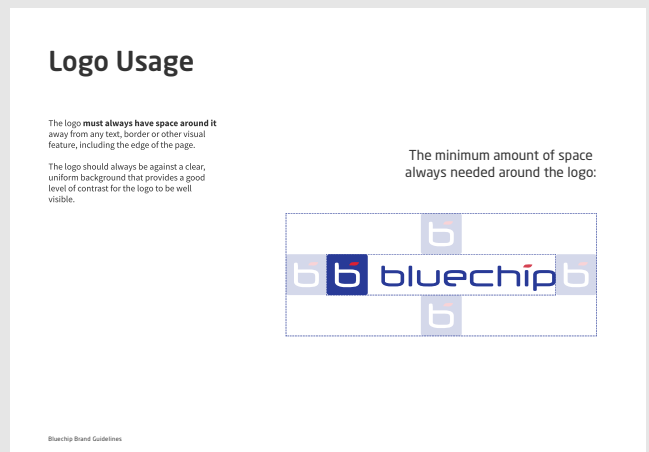 Logo Usage
The logo must always have space around it
away from any text, border or other visual
feature, including the edge of the page.
The logo should always be against a clear,
uniform background that provides a good
level of contrast for the logo to be well
visible.
The minimum amount of space
always needed around the logo:
b
b b bluechip b
b
Bluechip Brand Guidelines